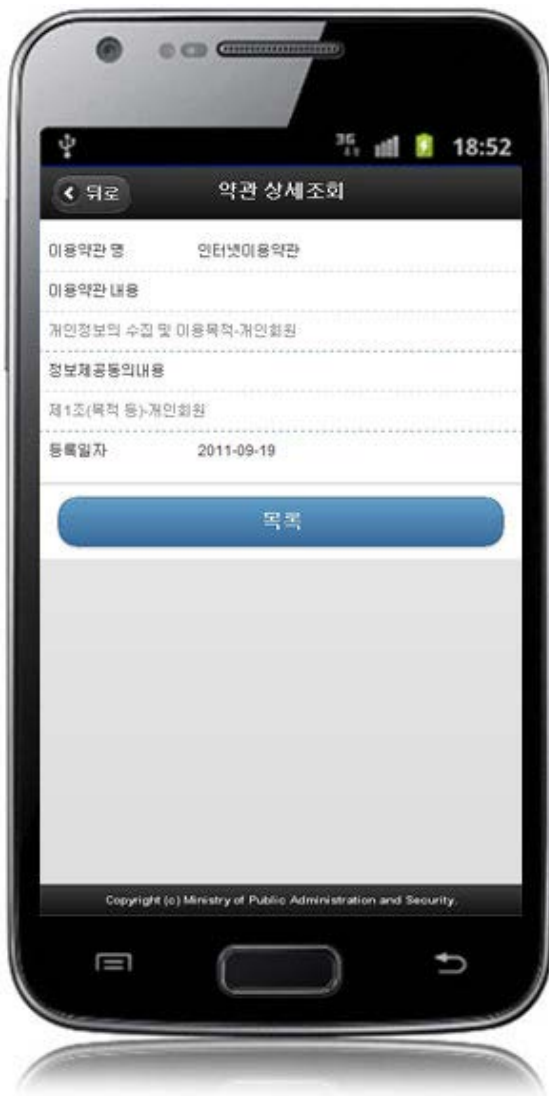 3G
18:52
뒤로
약관 상세조회
이용약관 명 인터넷이용약관
이용약관 내용
개인정보의 수집 및 이용목적-개인회원
정보제공동의내용
제1조(목적 등)-개인회원
등록일자 2011-09-19
목록
Copyright (c) Ministry of Public Administration and Security.